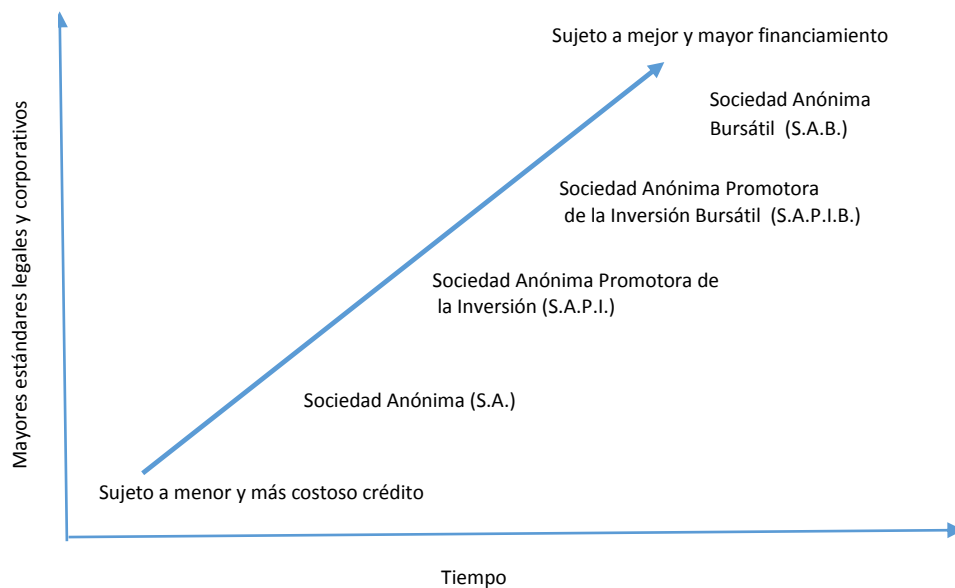 Sujeto a mejor y mayor financiamiento
Sociedad Anónima
Bursátil (S.A.B.)
Sociedad Anónima Promotora
de la Inversión Bursátil (S.A.P.I.B.)
Sociedad Anónima Promotora de
la Inversión (S.A.P.I.)
Sociedad Anónima (S.A.)
Sujeto a menor y más costoso crédito
Mayores estándares legales y corporativos
Tiempo